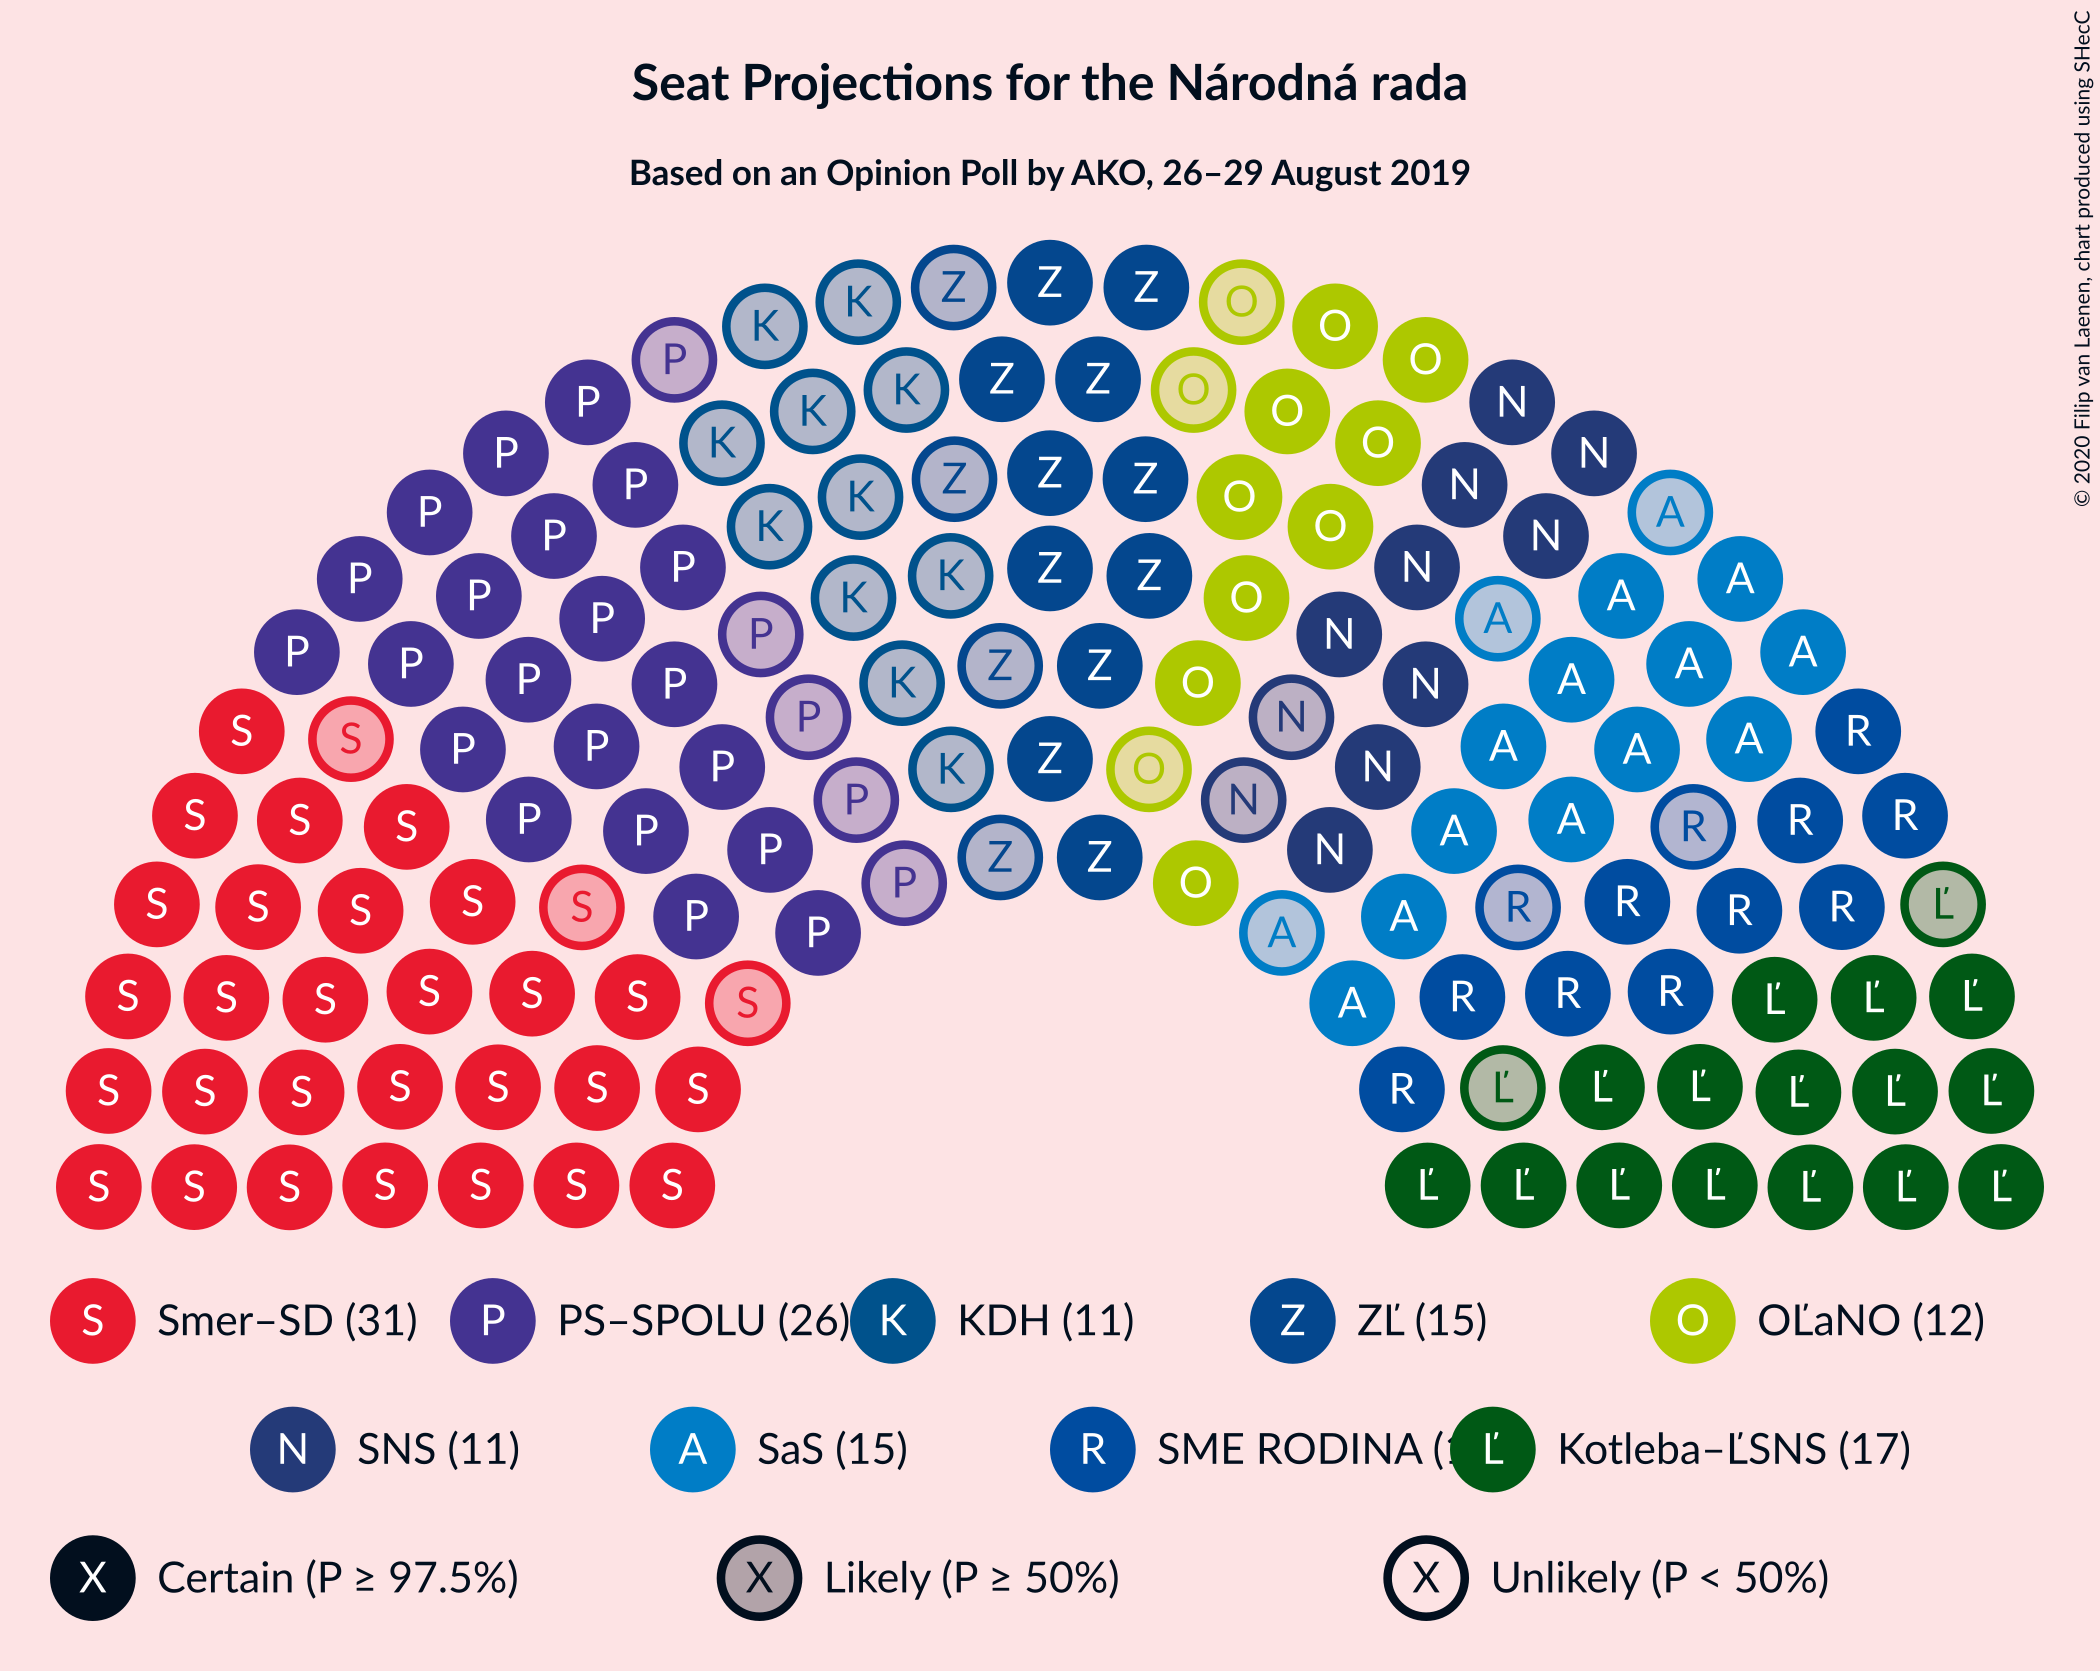 © 2020 Filip van Laenen, chart produced using SHecC
Seat Projections for the Národná rada
Based on an Opinion Poll by AKO, 26–29 August 2019
K Z Z Z O
K O
P O
P K Z Z O N
K O
P K O N
P K Z Z Z O N
P P K O N A
P P P K K Z Z O N A A
P P N A
P P P P K Z Z O N A A A
S S P P P P K Z O N N A A A R
S S S P P P P Z Z N N A A R R R
S S S S S P P P O A A R R R R Ľ
S S S S S S S A R R R Ľ Ľ Ľ
S S S S S S S R Ľ Ľ Ľ Ľ Ľ Ľ
S S S S S S S Ľ Ľ Ľ Ľ Ľ Ľ Ľ
S Smer–SD (31) P PS–SPOLU (26) K KDH (11) Z ZĽ (15) O OĽaNO (12)
N SNS (11) A SaS (15) R SME RODINA Ľ Kotleba–ĽSNS (17)
X Certain (P ≥ 97.5%) X Likely (P ≥ 50%) X Unlikely (P < 50%)